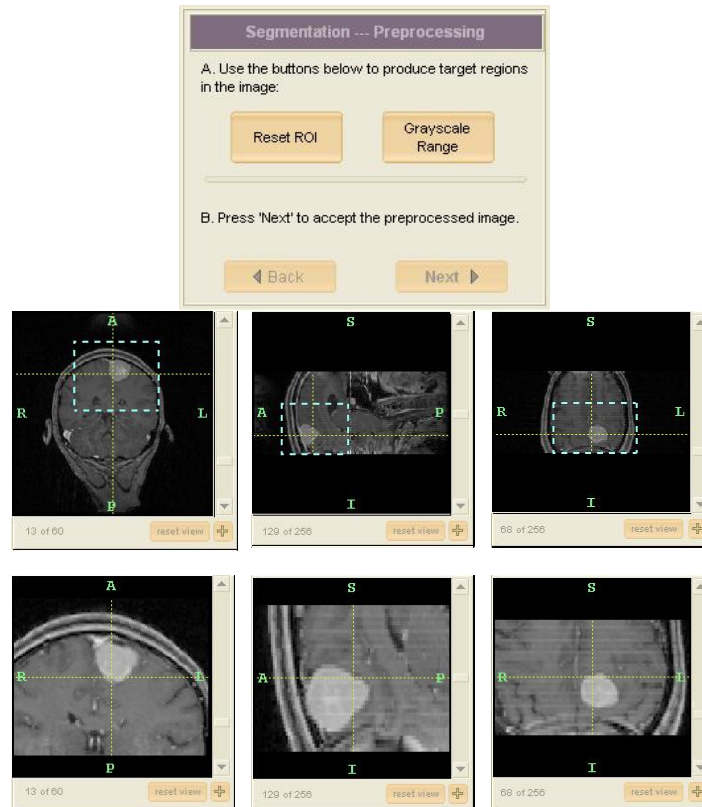 Segmentation --- Preprocessing
A. Use the buttons below to produce target regions
in the image:
Reset ROI
Grayscale
Range
B. Press 'Next' to accept the preprocessed image.
Back
Next
A
R
L
P
13 of 60
reset view
S
A
P
I
129 of 256
reset view
S
R
L
I
68 of 256
reset view
A
R
L
P
13 of 60
reset view
S
A
P
I
129 of 256
reset view
S
R
L
I
68 of 256
reset view